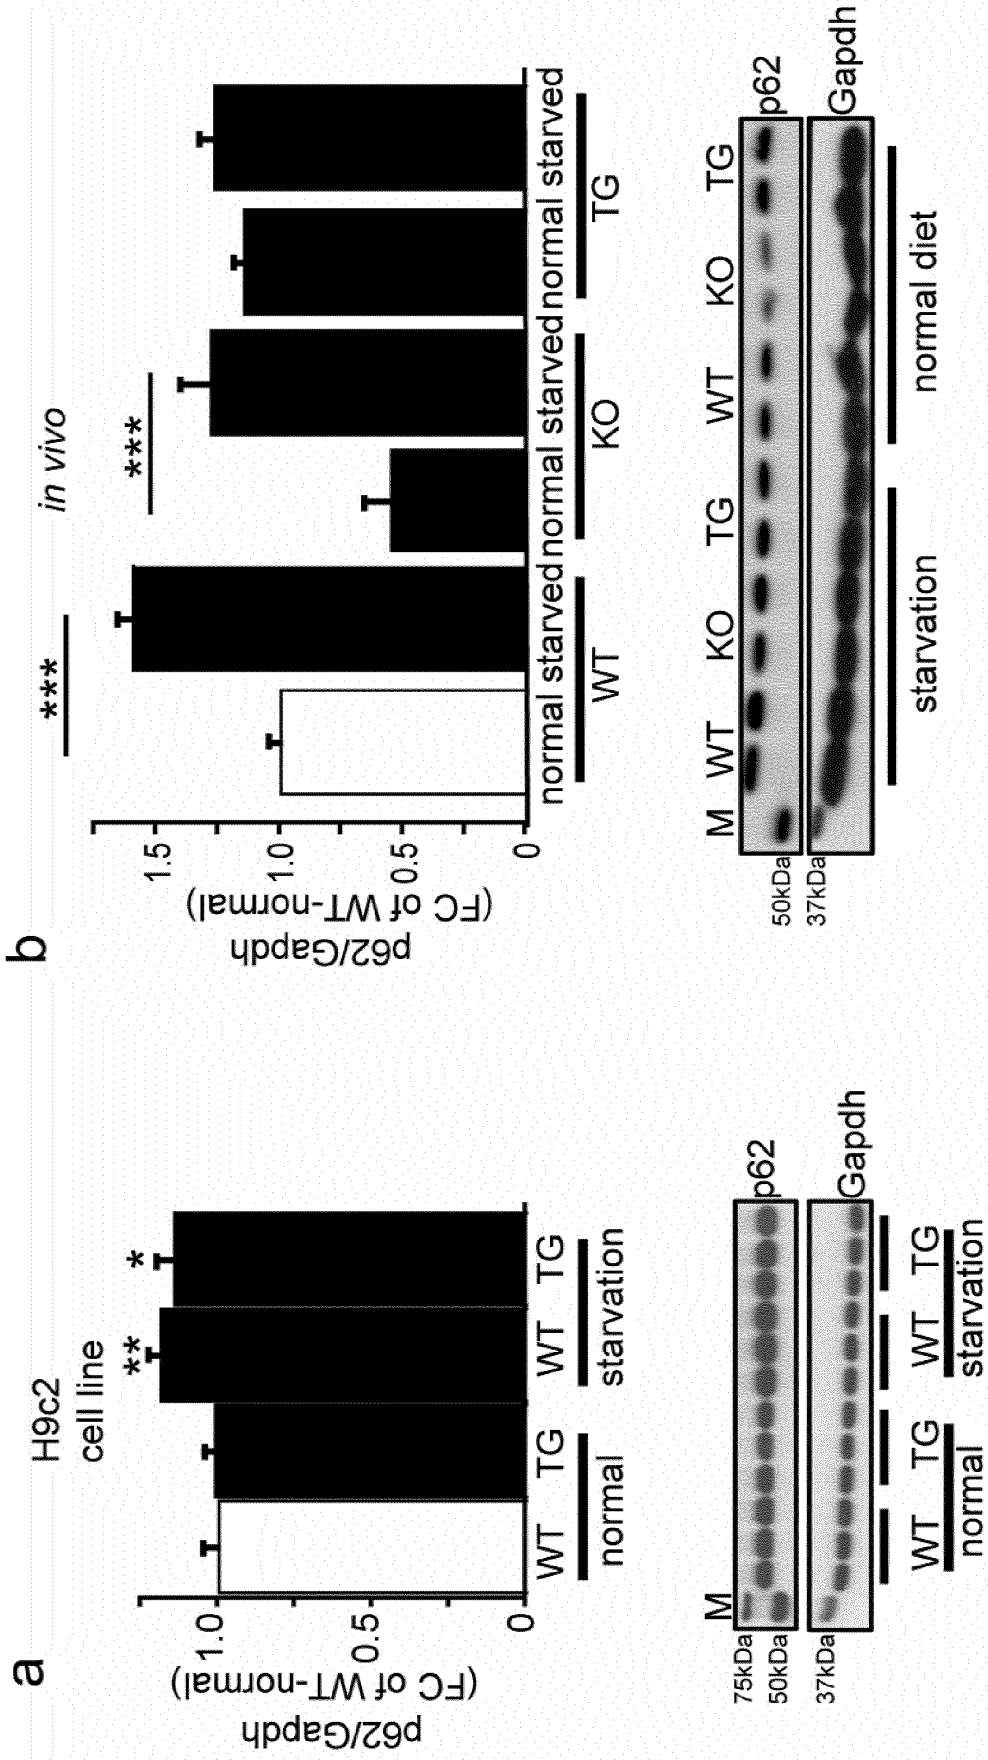 a
H9c2
cell line
p62/Gapdh
(FC of WT-normal)
1.0
0.5
0
* *
*
WT TG WT TG
normal starvation
M
75kDa
50kDa
37kDa
p62
Gapdh
WT TG WT TG
normal starvation
b
in vivo
p62/Gapdh
(FC of WT-normal)
1.5
1.0
0.5
0
***
***
normal starved normal starved normal starved
WT KO TG
M WT KO TG WT KO TG
50kDa
37kDa
p62
Gapdh
starvation normal diet